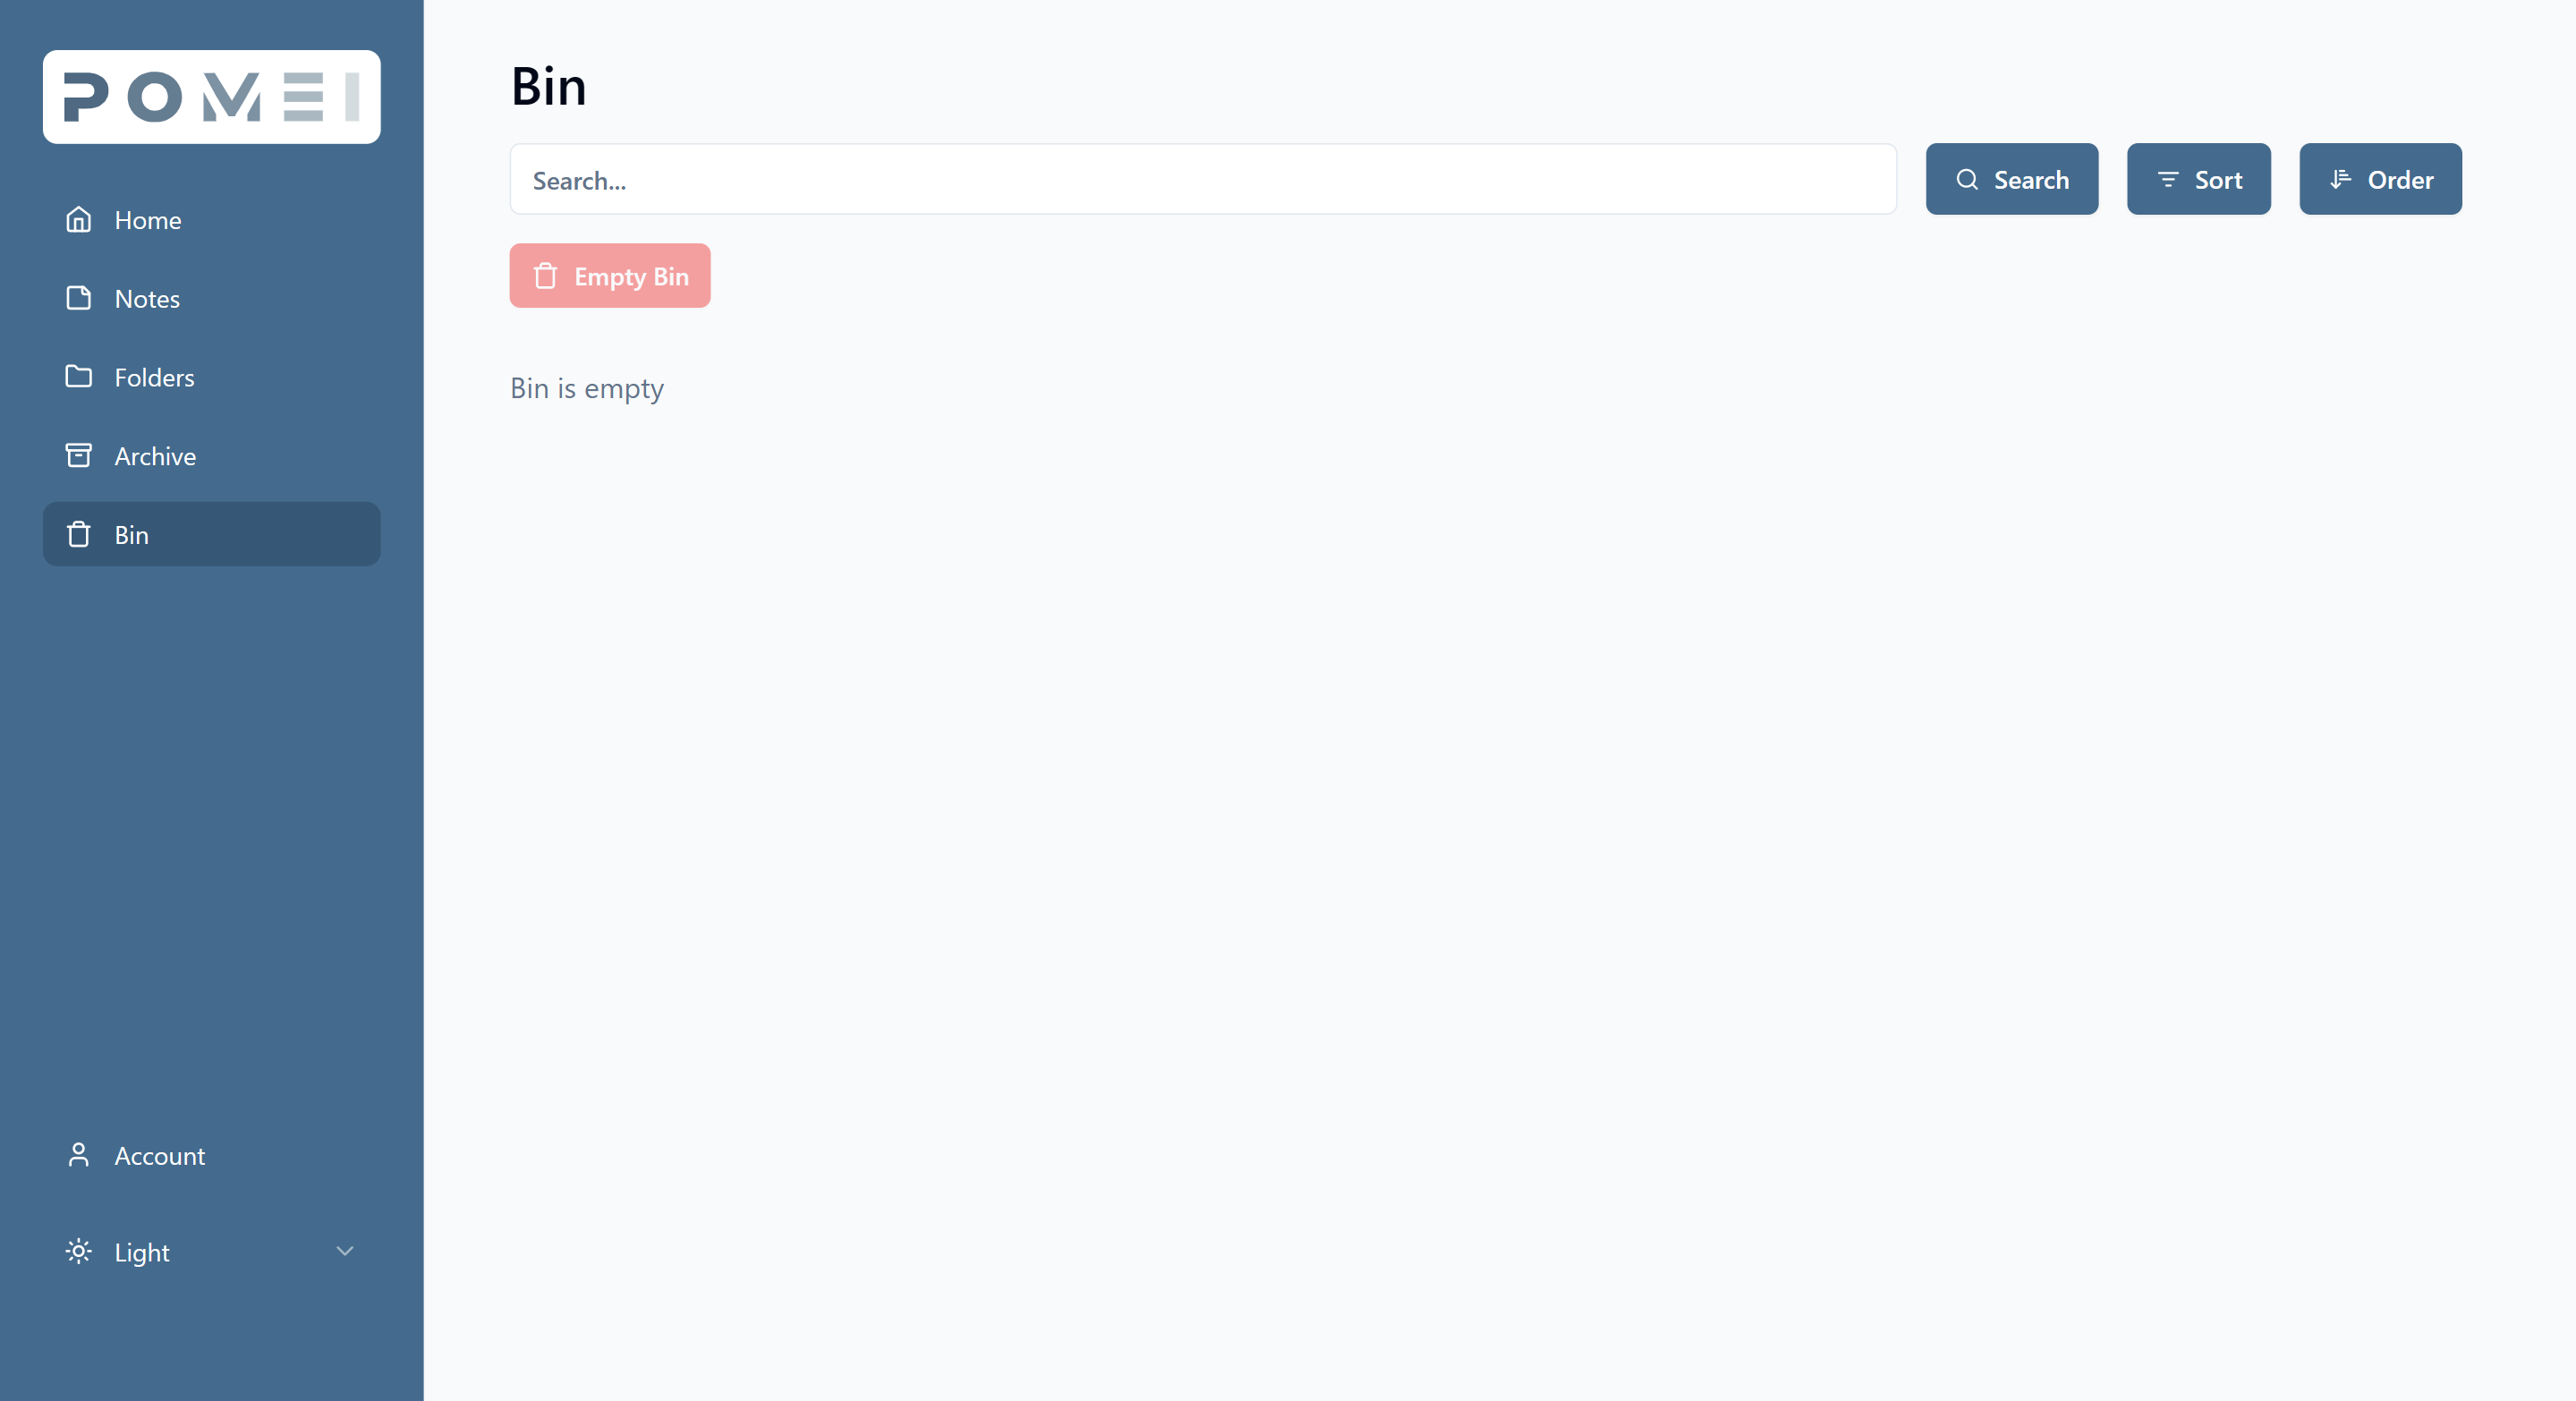 POMEI
Home
Notes
Folders
Archive
Bin
Account
Light
Bin
Search...
Search
Sort
Order
Empty Bin
Bin is empty